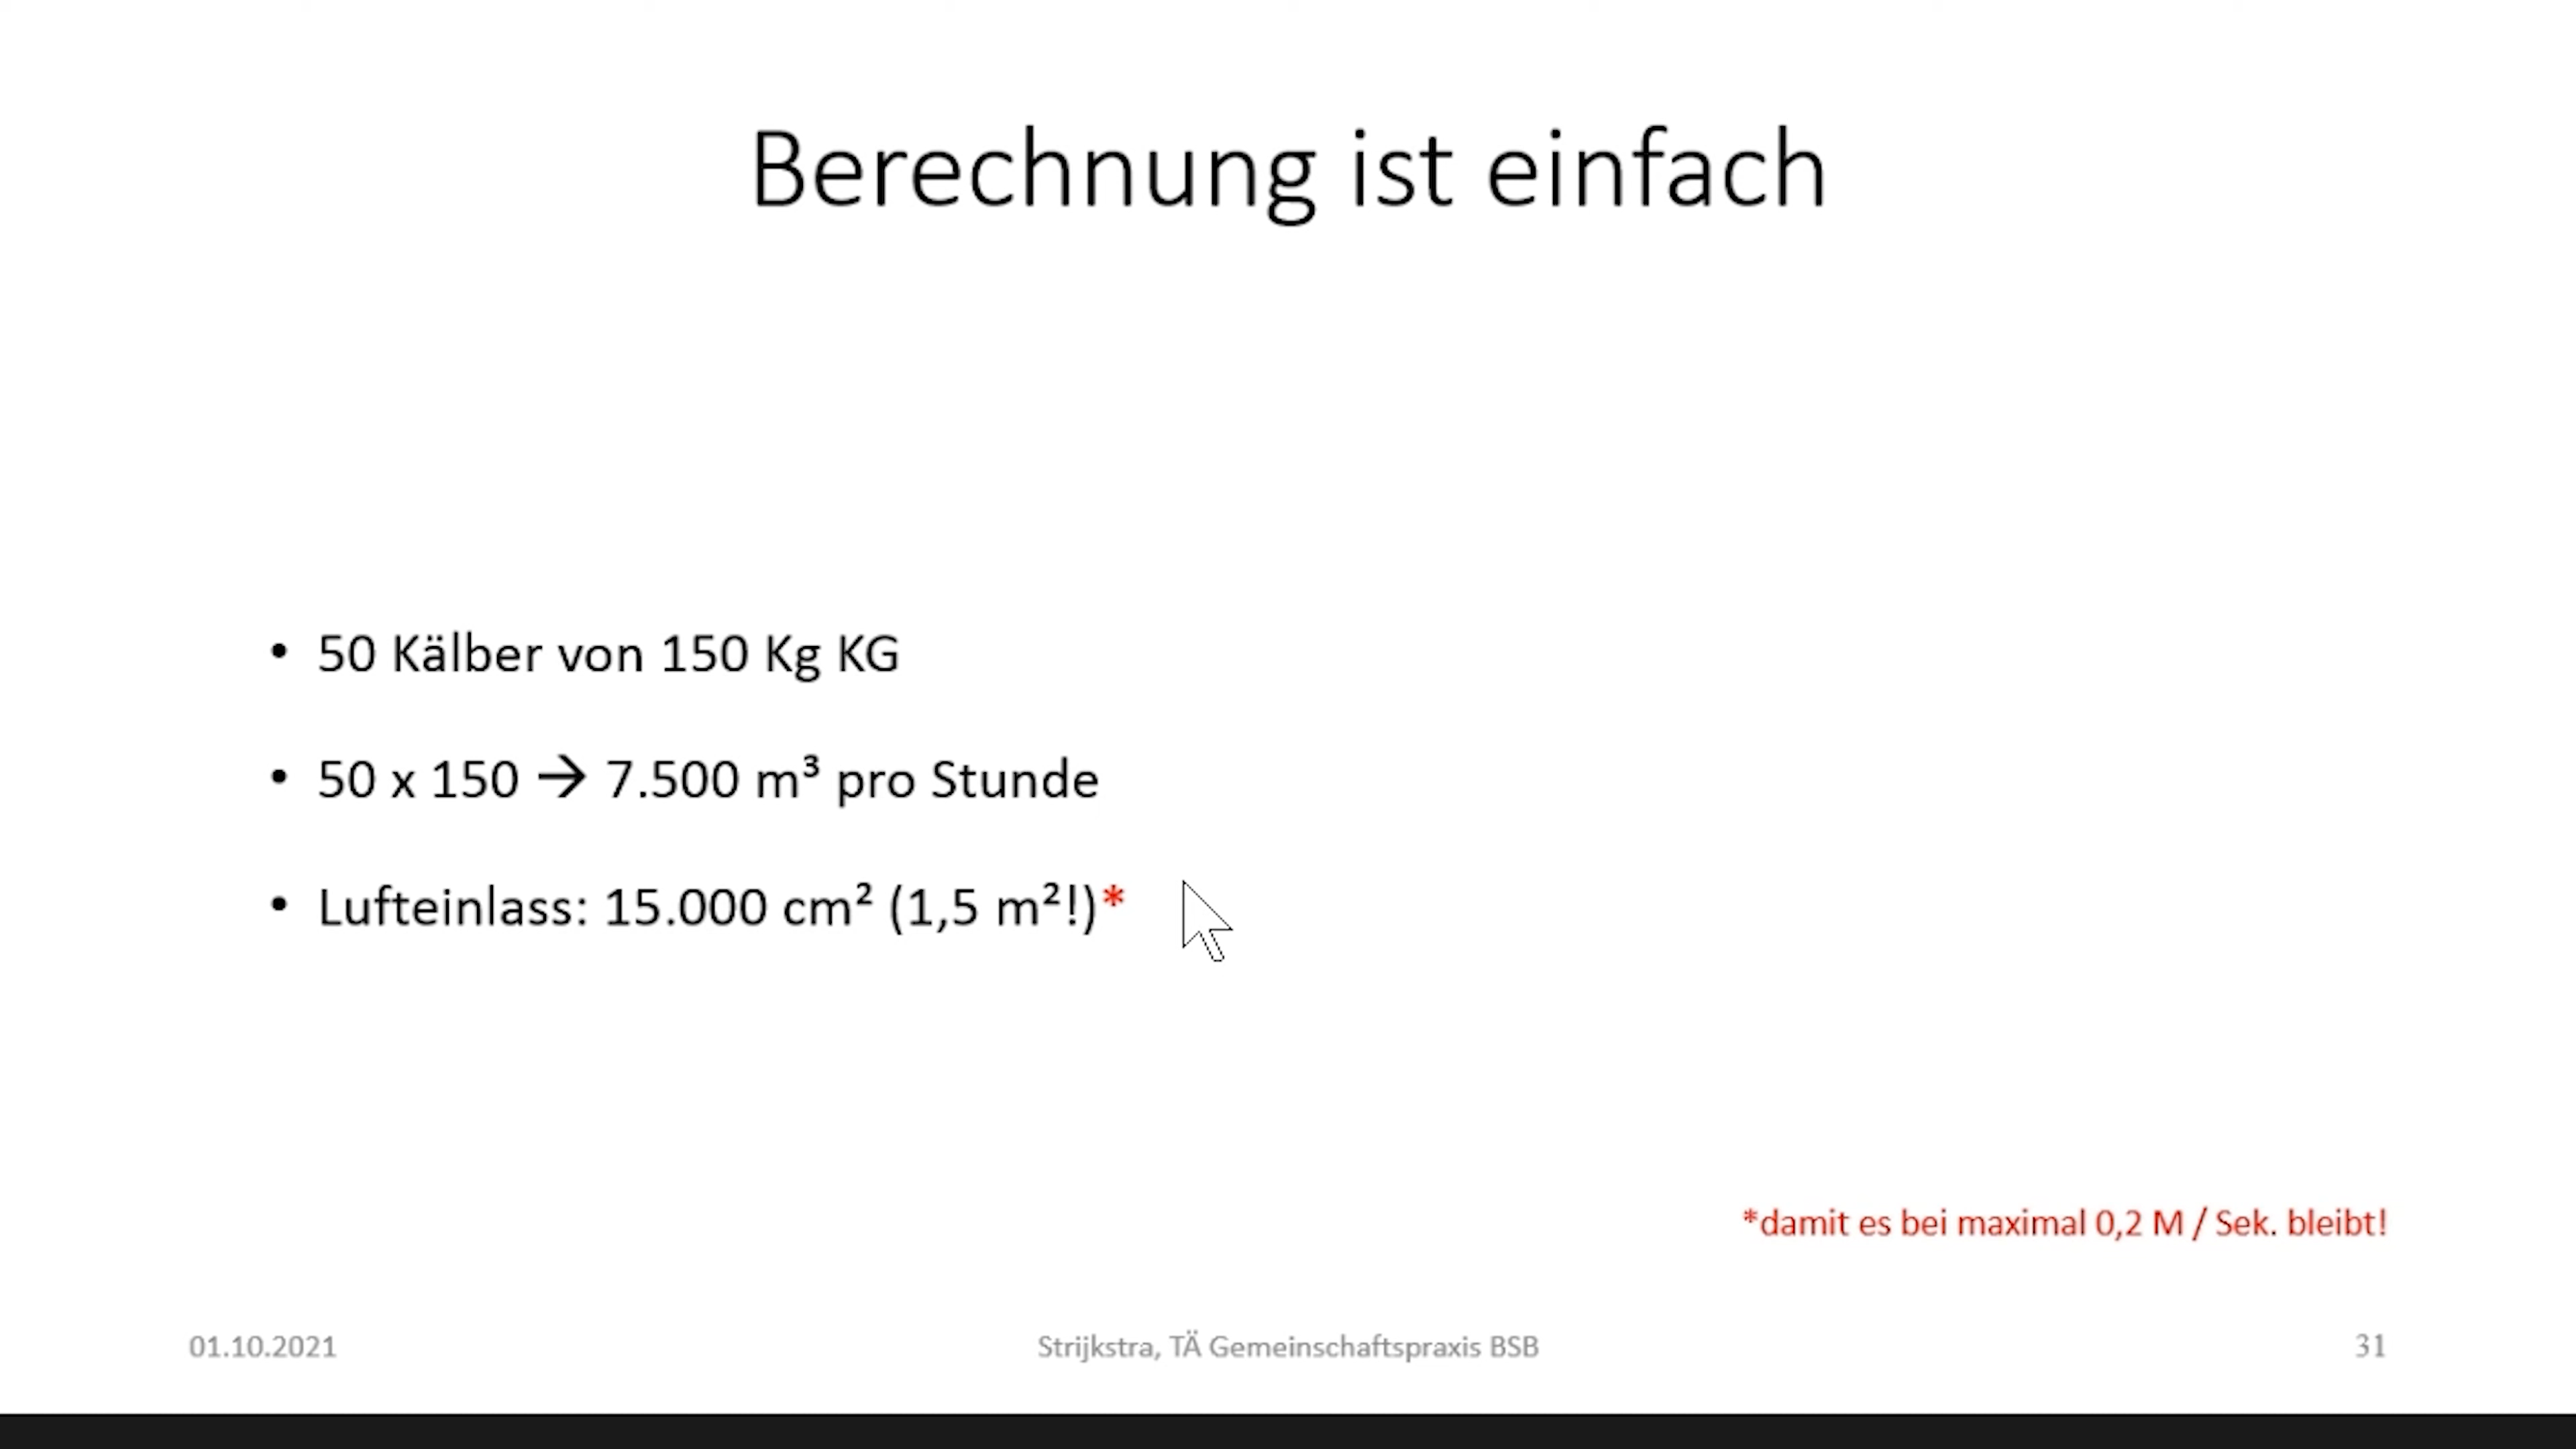 Berechnung ist einfach
• 50 Kälber von 150 Kg KG
• 50 x 150 → 7.500 m³ pro Stunde
• Lufteinlass: 15.000 cm² (1,5 m²!)*
*damit es bei maximal 0,2 M / Sek. bleibt!
01.10.2021
Strijkstra, TÄ Gemeinschaftspraxis BSB
31